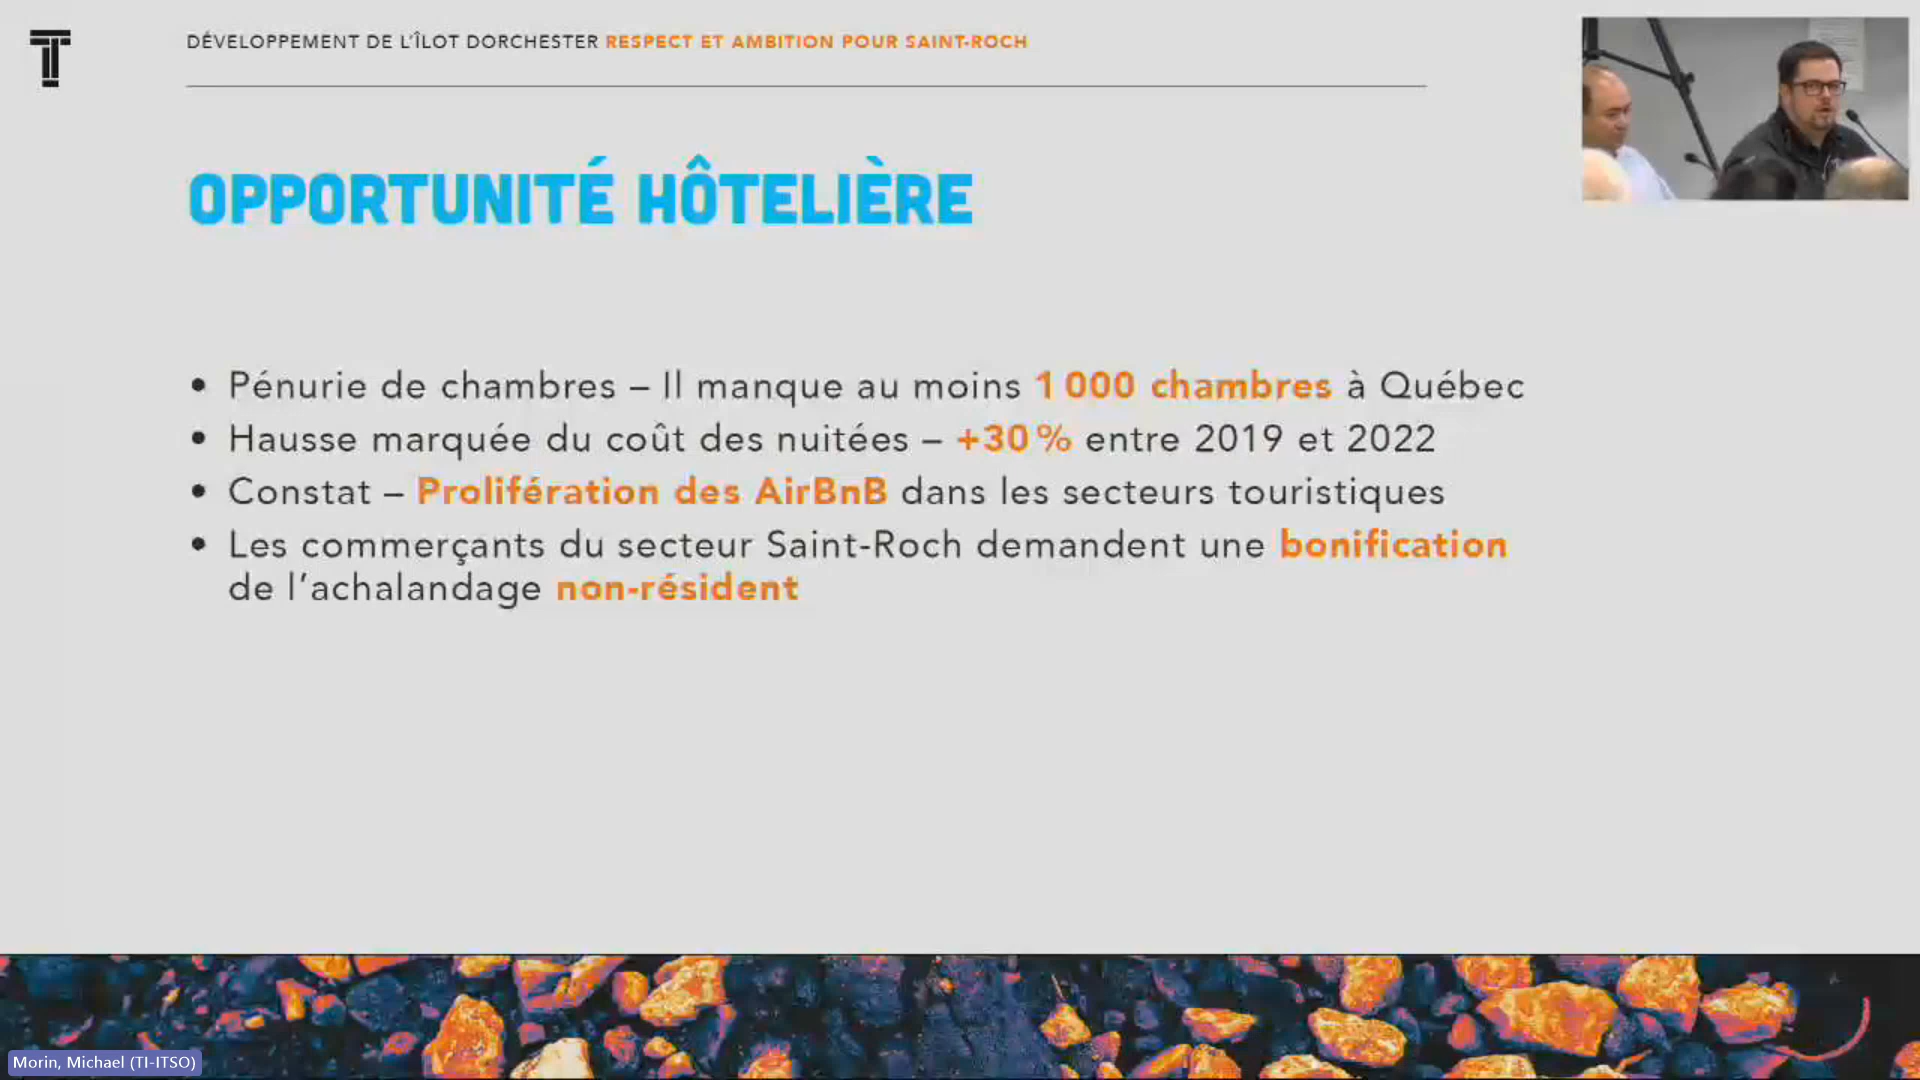 DÉVELOPPEMENT DE L'ÎLOT DORCHESTER RESPECT ET AMBITION POUR SAINT-ROCH
OPPORTUNITÉ HÔTELIÈRE
• Pénurie de chambres – Il manque au moins 1 000 chambres à Québec
• Hausse marquée du coût des nuitées – +30 % entre 2019 et 2022
• Constat – Prolifération des AirBnB dans les secteurs touristiques
• Les commerçants du secteur Saint-Roch demandent une bonification
de l'achalandage non-résident
Morin, Michael (TI-ITSO)